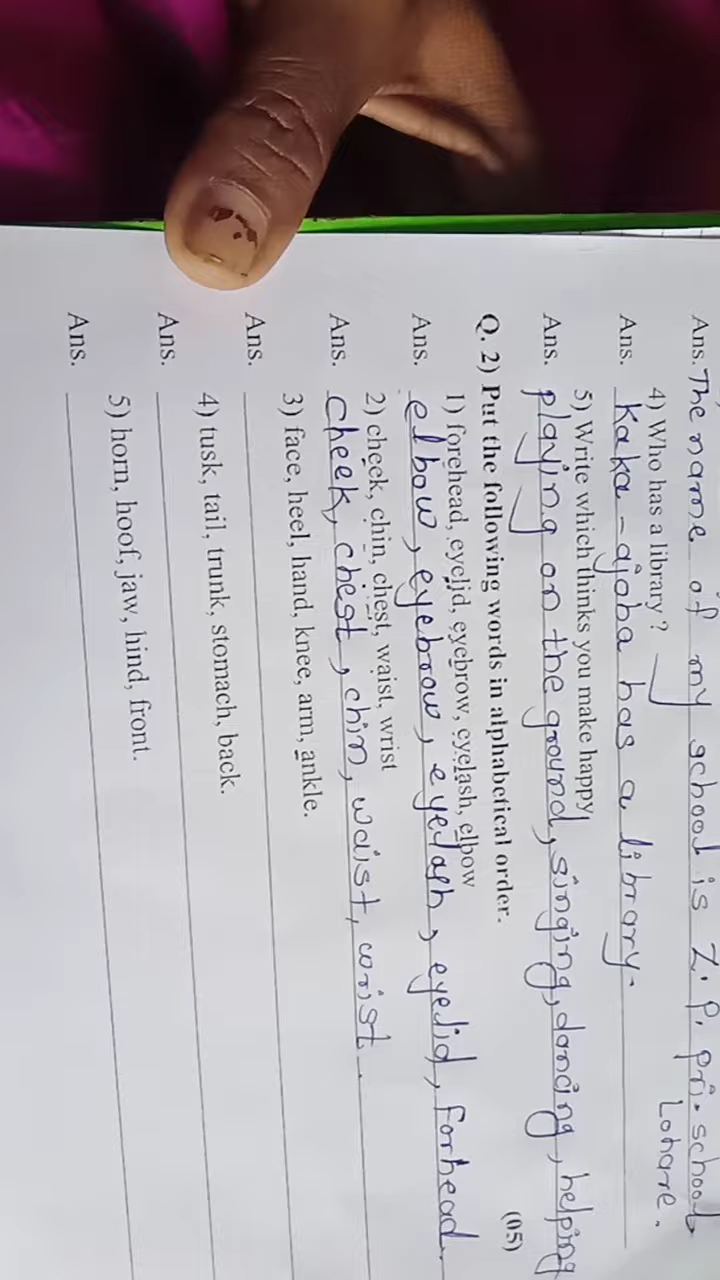 Ans. The name of my school is Z. P. pri. school
Lohare.
4) Who has a library ?
Ans. Kaka-ajoba has a library.
5) Write which thinks you make happy
Ans. playing on the ground, singing, dancing, helping
Q. 2) Put the following words in alphabetical order. (05)
1) forehead, eyelid, eyebrow, eyelash, elbow
Ans. elbow, eyebrow, eyelash, eyelid, forhead.
2) cheek, chin, chest, waist, wrist
Ans. cheek, chest, chin, waist, wrist.
3) face, heel, hand, knee, arm, ankle.
Ans.
4) tusk, tail, trunk, stomach, back.
Ans.
5) horn, hoof, jaw, hind, front.
Ans.